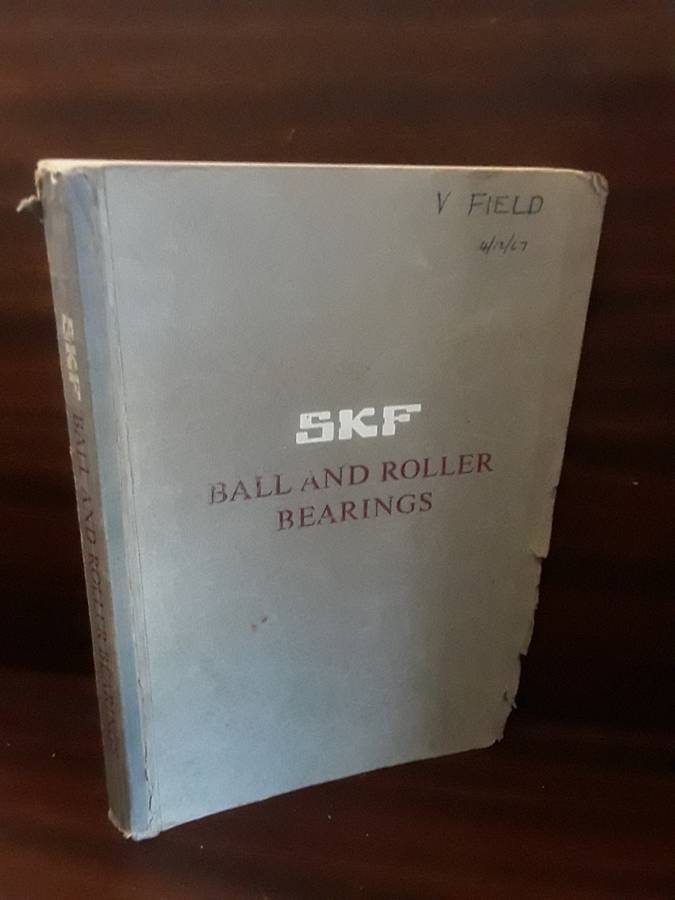 V FIELD
4/12/67
SKF
BALL AND ROLLER
BEARINGS
SKF BALL AND ROLLER BEARINGS